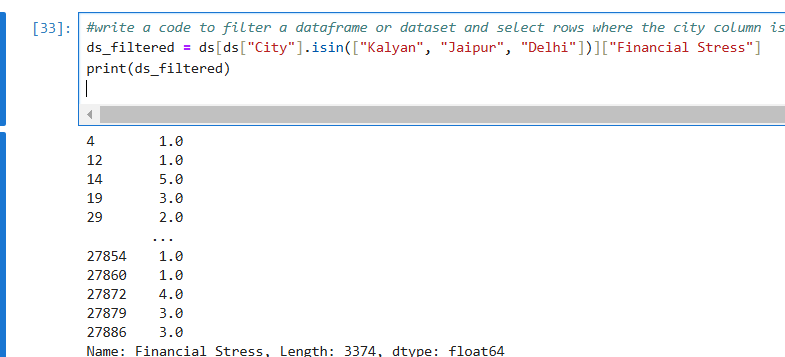 [33]: #write a code to filter a dataframe or dataset and select rows where the city column is
ds_filtered = ds[ds["City"].isin(["Kalyan", "Jaipur", "Delhi"])]["Financial Stress"]
print(ds_filtered)
4 1.0
12 1.0
14 5.0
19 3.0
29 2.0
...
27854 1.0
27860 1.0
27872 4.0
27879 3.0
27886 3.0
Name: Financial Stress, Length: 3374, dtype: float64